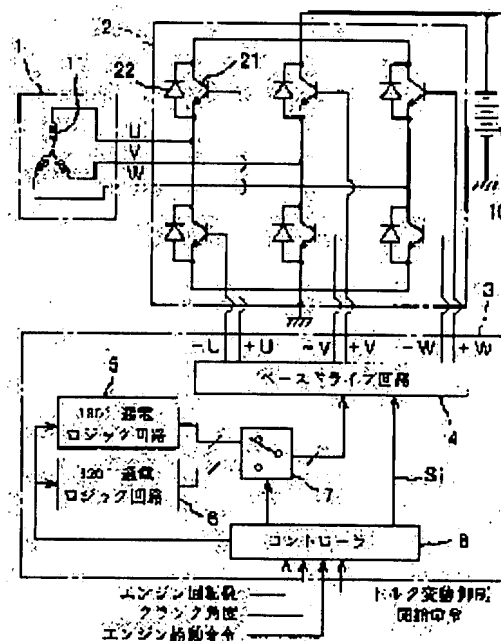 1
2
22
21
1
U
V
W
10
3
-U +U -V +V -W +W
5
ベースドライブ回路
4
180°通電
ロジック回路
120°通電
ロジック回路
6
7
Si
コントローラ
8
エンジン回転数
クランク角度
エンジン始動命令
トルク変動抑制
開始命令